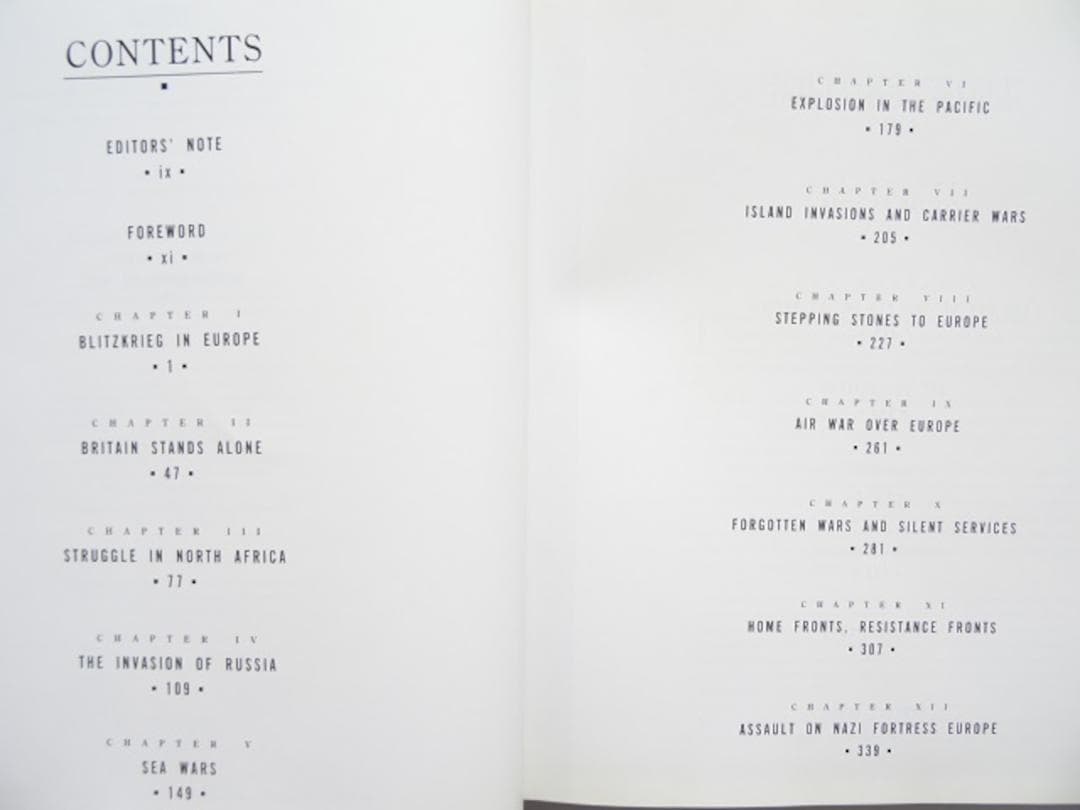 CONTENTS
EDITORS' NOTE
▪ ix ▪
FOREWORD
▪ xi ▪
CHAPTER I
BLITZKRIEG IN EUROPE
▪ 1 ▪
CHAPTER II
BRITAIN STANDS ALONE
▪ 47 ▪
CHAPTER III
STRUGGLE IN NORTH AFRICA
▪ 77 ▪
CHAPTER IV
THE INVASION OF RUSSIA
▪ 109 ▪
CHAPTER V
SEA WARS
▪ 149 ▪
CHAPTER VI
EXPLOSION IN THE PACIFIC
▪ 179 ▪
CHAPTER VII
ISLAND INVASIONS AND CARRIER WARS
▪ 205 ▪
CHAPTER VIII
STEPPING STONES TO EUROPE
▪ 227 ▪
CHAPTER IX
AIR WAR OVER EUROPE
▪ 261 ▪
CHAPTER X
FORGOTTEN WARS AND SILENT SERVICES
▪ 281 ▪
CHAPTER XI
HOME FRONTS, RESISTANCE FRONTS
▪ 307 ▪
CHAPTER XII
ASSAULT ON NAZI FORTRESS EUROPE
▪ 339 ▪